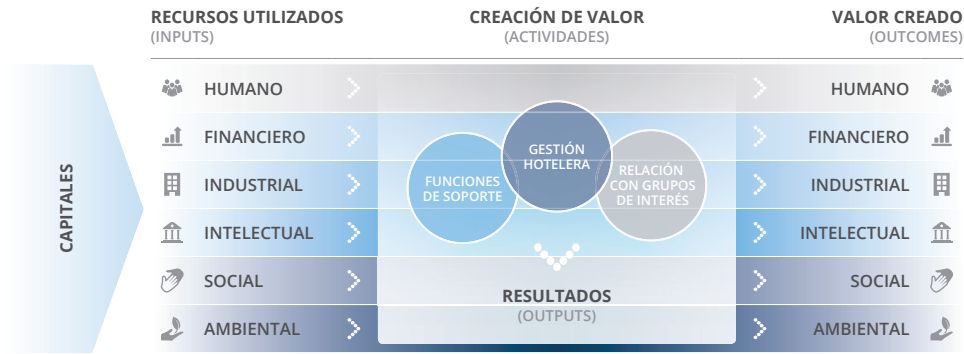 RECURSOS UTILIZADOS
(INPUTS)
CREACIÓN DE VALOR
(ACTIVIDADES)
VALOR CREADO
(OUTCOMES)
CAPITALES
HUMANO
FINANCIERO
INDUSTRIAL
INTELECTUAL
SOCIAL
AMBIENTAL
FUNCIONES
DE SOPORTE
GESTIÓN
HOTELERA
RELACIÓN
CON GRUPOS
DE INTERÉS
RESULTADOS
(OUTPUTS)
HUMANO
FINANCIERO
INDUSTRIAL
INTELECTUAL
SOCIAL
AMBIENTAL